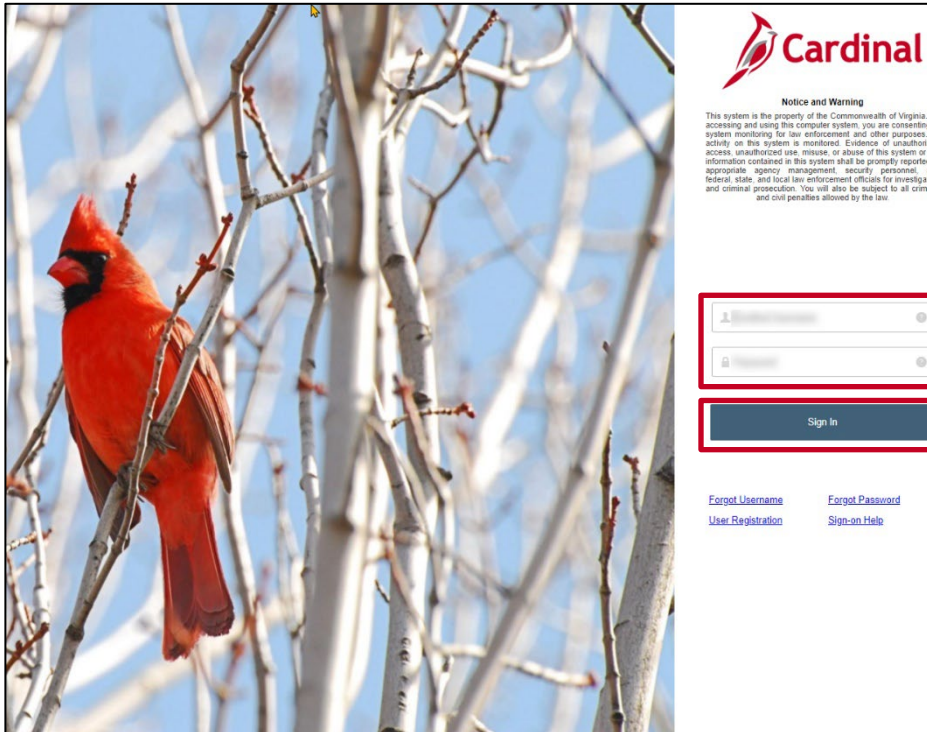 Cardinal
Notice and Warning
This system is the property of the Commonwealth of Virginia.
accessing and using this computer system, you are consenting
system monitoring for law enforcement and other purposes.
activity on this system is monitored. Evidence of unauthori
access, unauthorized use, misuse, or abuse of this system or
information contained in this system shall be promptly reported
appropriate agency management, security personnel,
federal, state, and local law enforcement officials for investiga
and criminal prosecution. You will also be subject to all crim
and civil penalties allowed by the law.
Sign In
Forgot Username Forgot Password
User Registration Sign-on Help